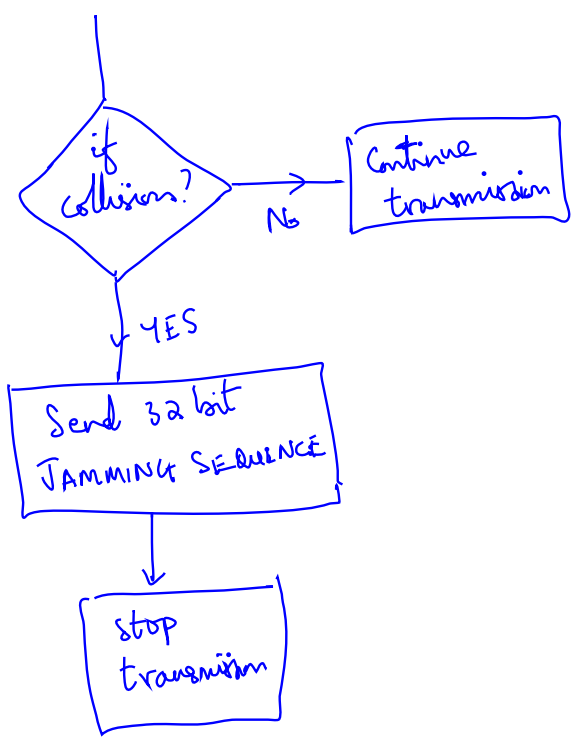 if
collision?
No
Continue
transmission
YES
Send 32 bit
JAMMING SEQUENCE
stop
transmission